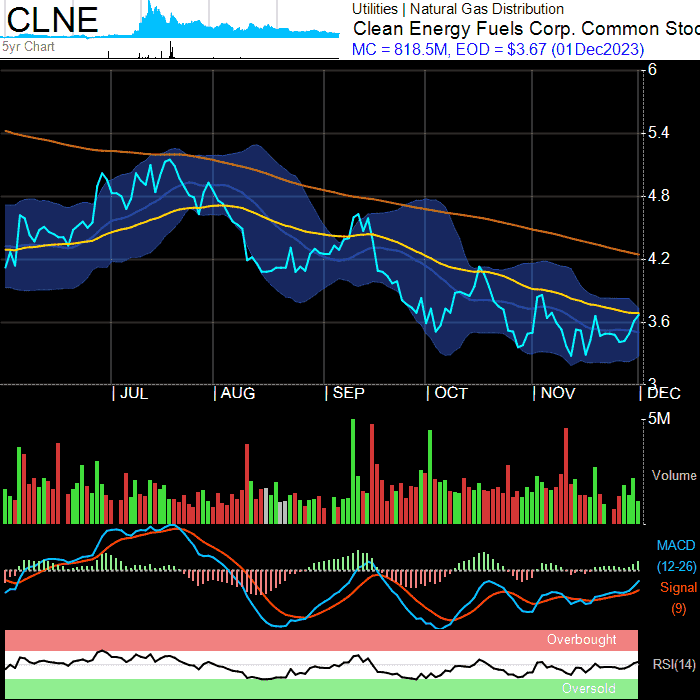 CLNE
5yr Chart
Utilities | Natural Gas Distribution
Clean Energy Fuels Corp. Common Stoc
MC = 818.5M, EOD = $3.67 (01Dec2023)
6
5.4
4.8
4.2
3.6
3
| JUL | AUG | SEP | OCT | NOV | DEC
5M
Volume
MACD
(12-26)
Signal
(9)
Overbought
RSI(14)
Oversold